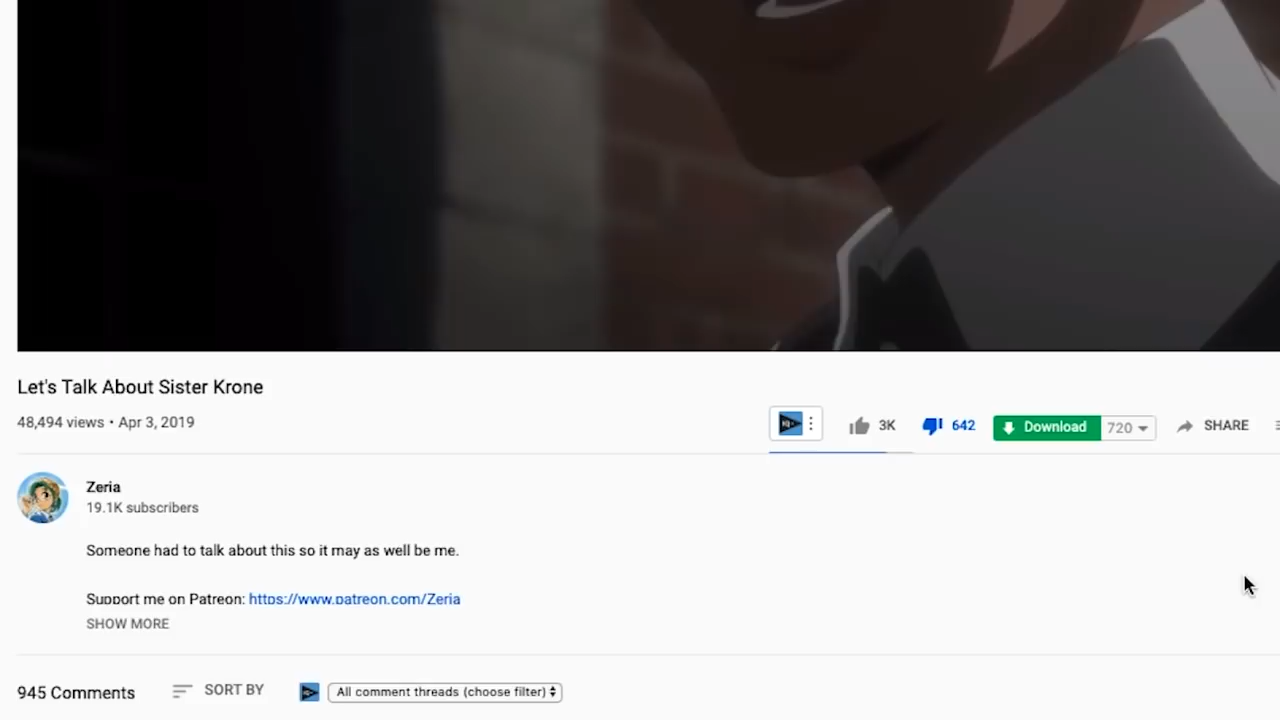 Let's Talk About Sister Krone
48,494 views • Apr 3, 2019
3K
642
Download
720
SHARE
Zeria
19.1K subscribers
Someone had to talk about this so it may as well be me.
Support me on Patreon: https://www.patreon.com/Zeria
SHOW MORE
945 Comments
SORT BY
All comment threads (choose filter)